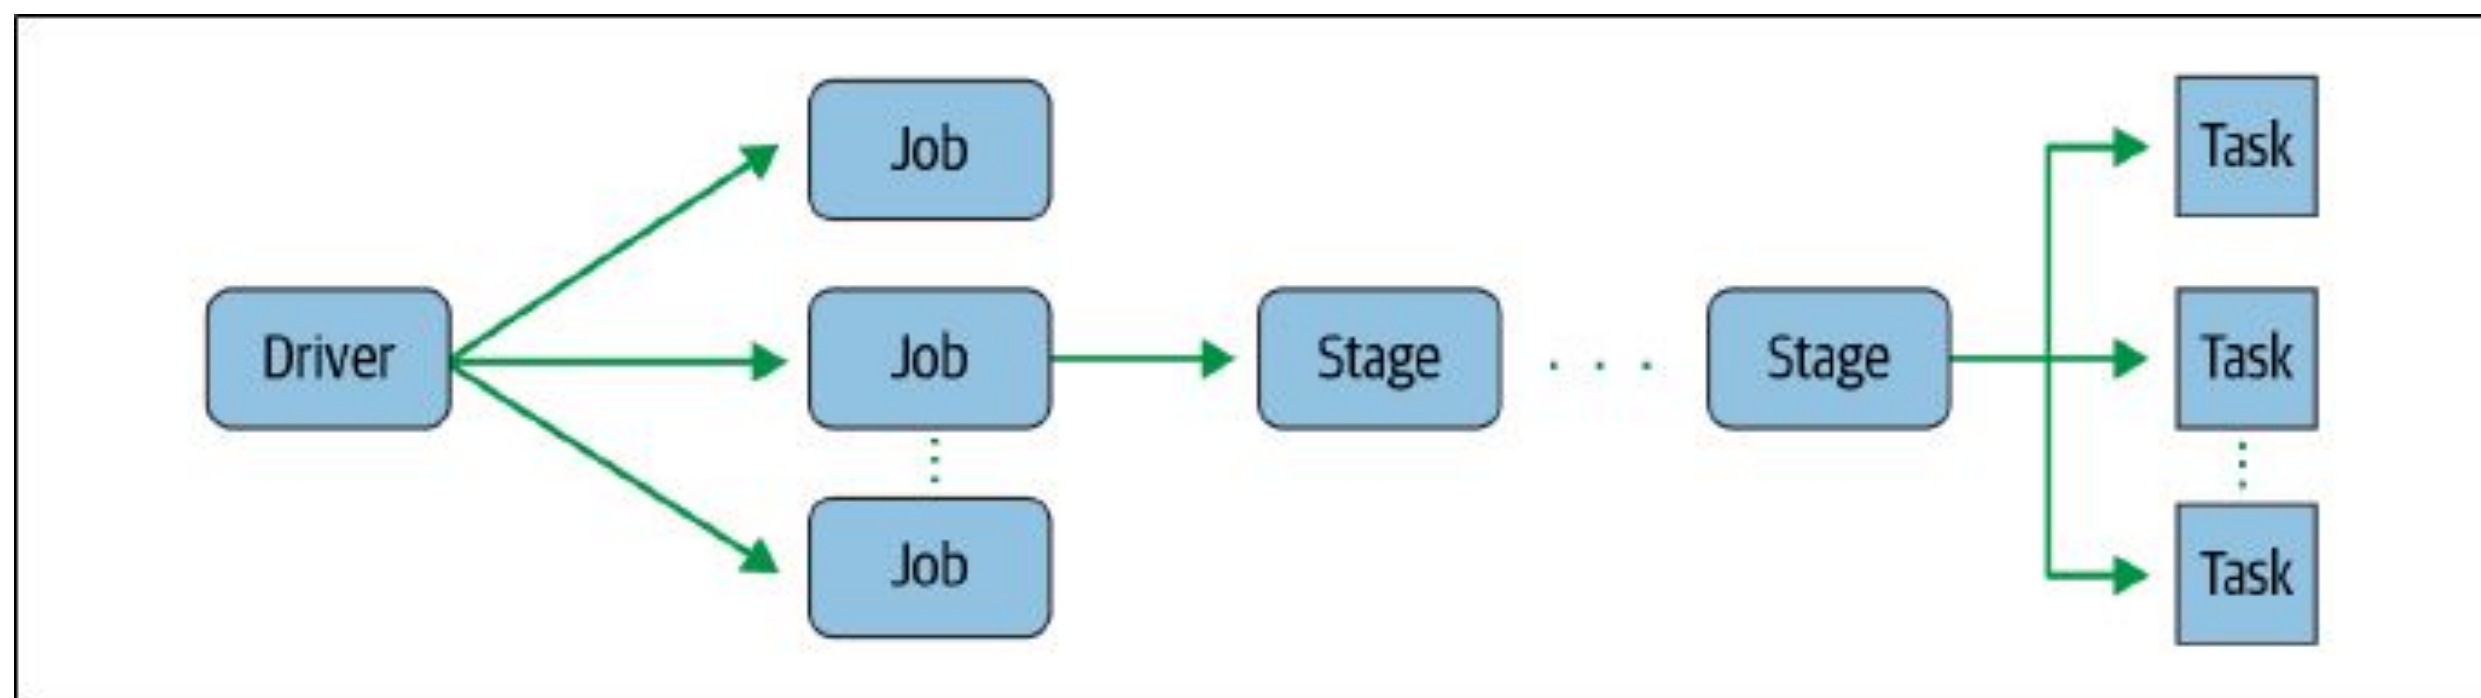 Job
Task
Driver
Job
Stage
Stage
Task
Job
Task